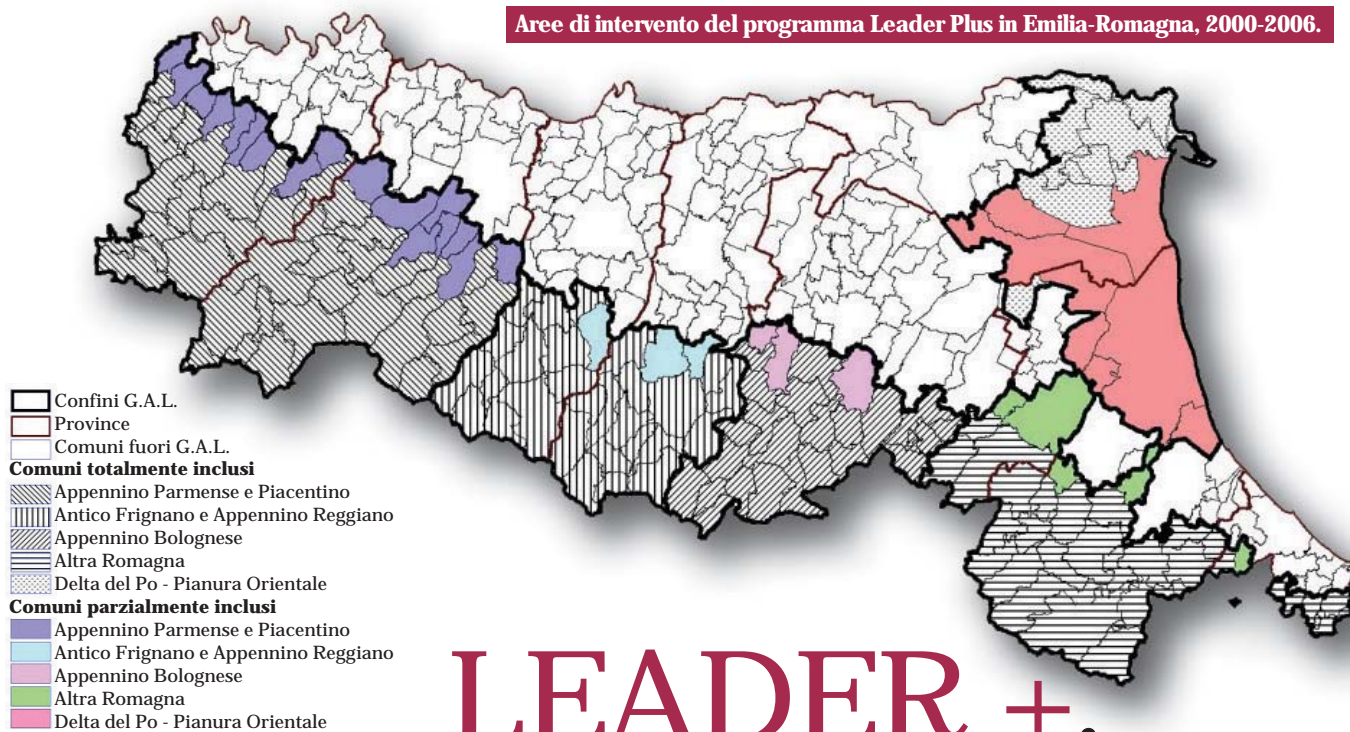 Aree di intervento del programma Leader Plus in Emilia-Romagna, 2000-2006.
Confini G.A.L.
Province
Comuni fuori G.A.L.
Comuni totalmente inclusi
Appennino Parmense e Piacentino
Antico Frignano e Appennino Reggiano
Appennino Bolognese
Altra Romagna
Delta del Po - Pianura Orientale
Comuni parzialmente inclusi
Appennino Parmense e Piacentino
Antico Frignano e Appennino Reggiano
Appennino Bolognese
Altra Romagna
Delta del Po - Pianura Orientale
LEADER +.